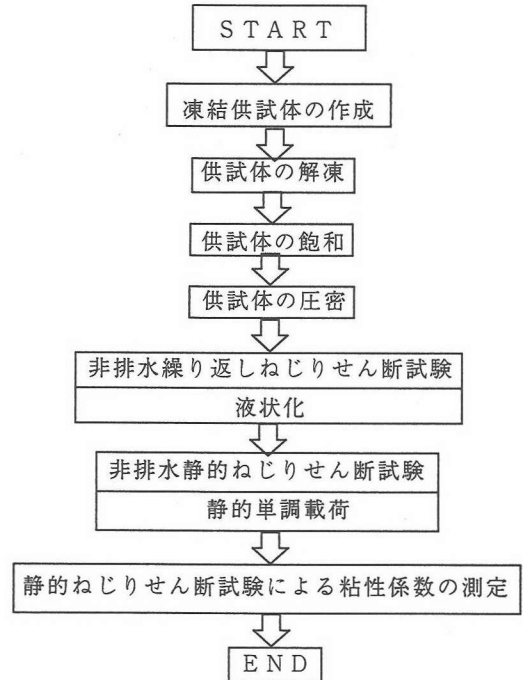 START
凍結供試体の作成
供試体の解凍
供試体の飽和
供試体の圧密
非排水繰り返しねじりせん断試験
液状化
非排水静的ねじりせん断試験
静的単調載荷
静的ねじりせん断試験による粘性係数の測定
END